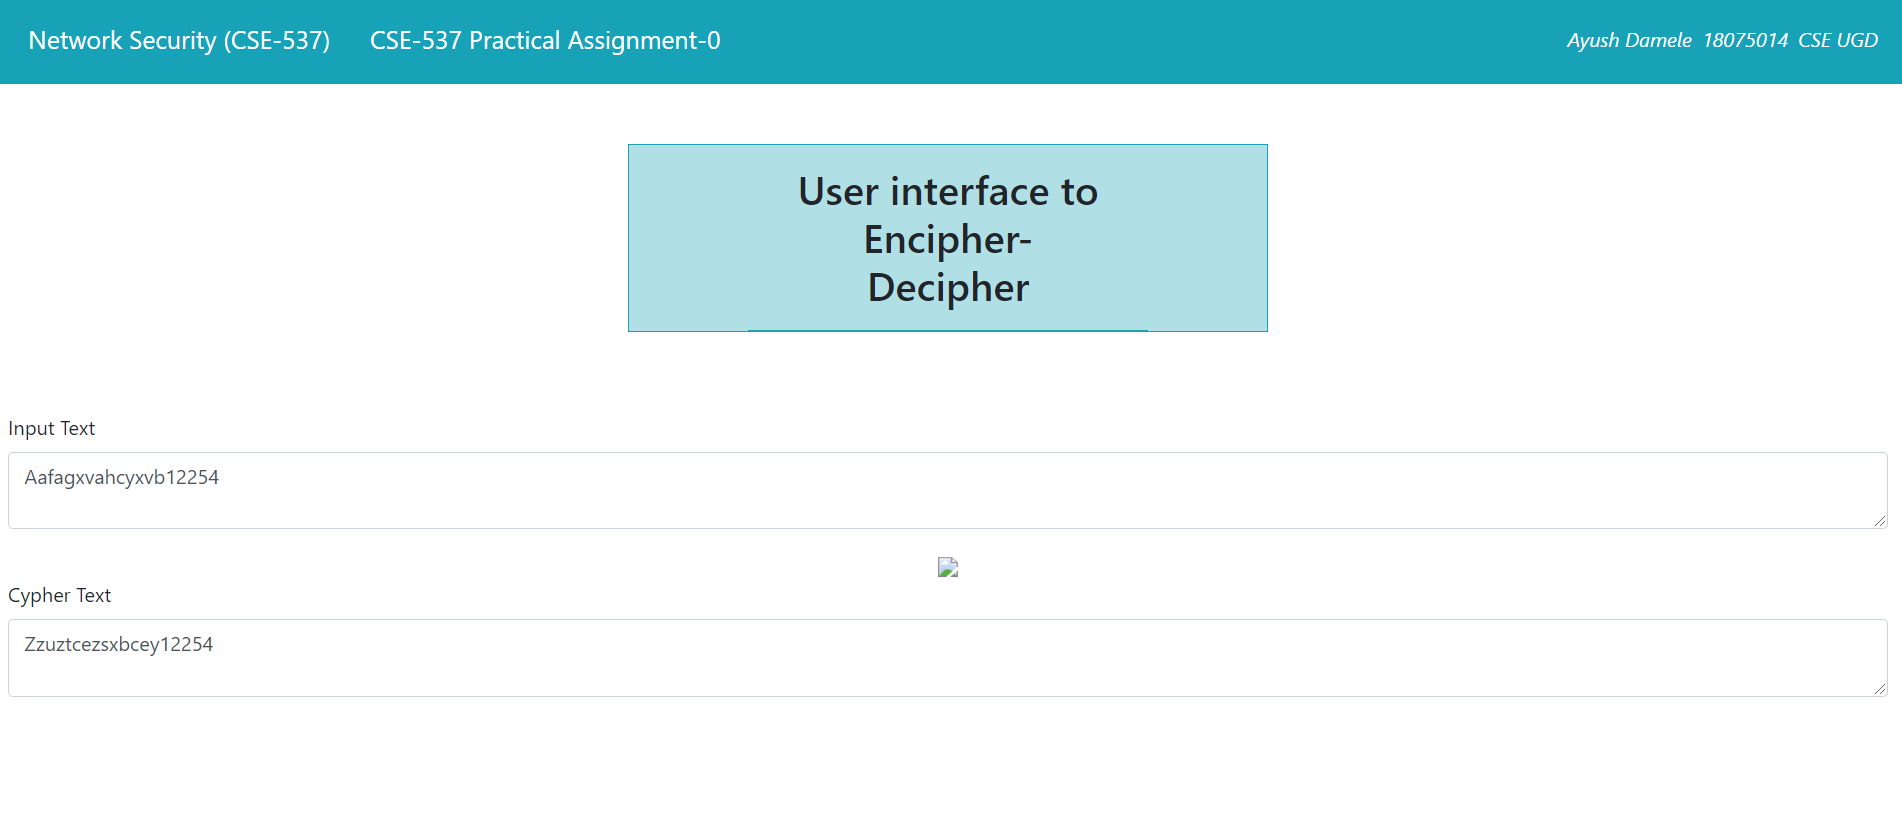 Network Security (CSE-537) CSE-537 Practical Assignment-0 Ayush Damele 18075014 CSE UGD
User interface to
Encipher-
Decipher
Input Text
Aafagxvahcyxvb12254
Cypher Text
Zzuztcezsxbcey12254